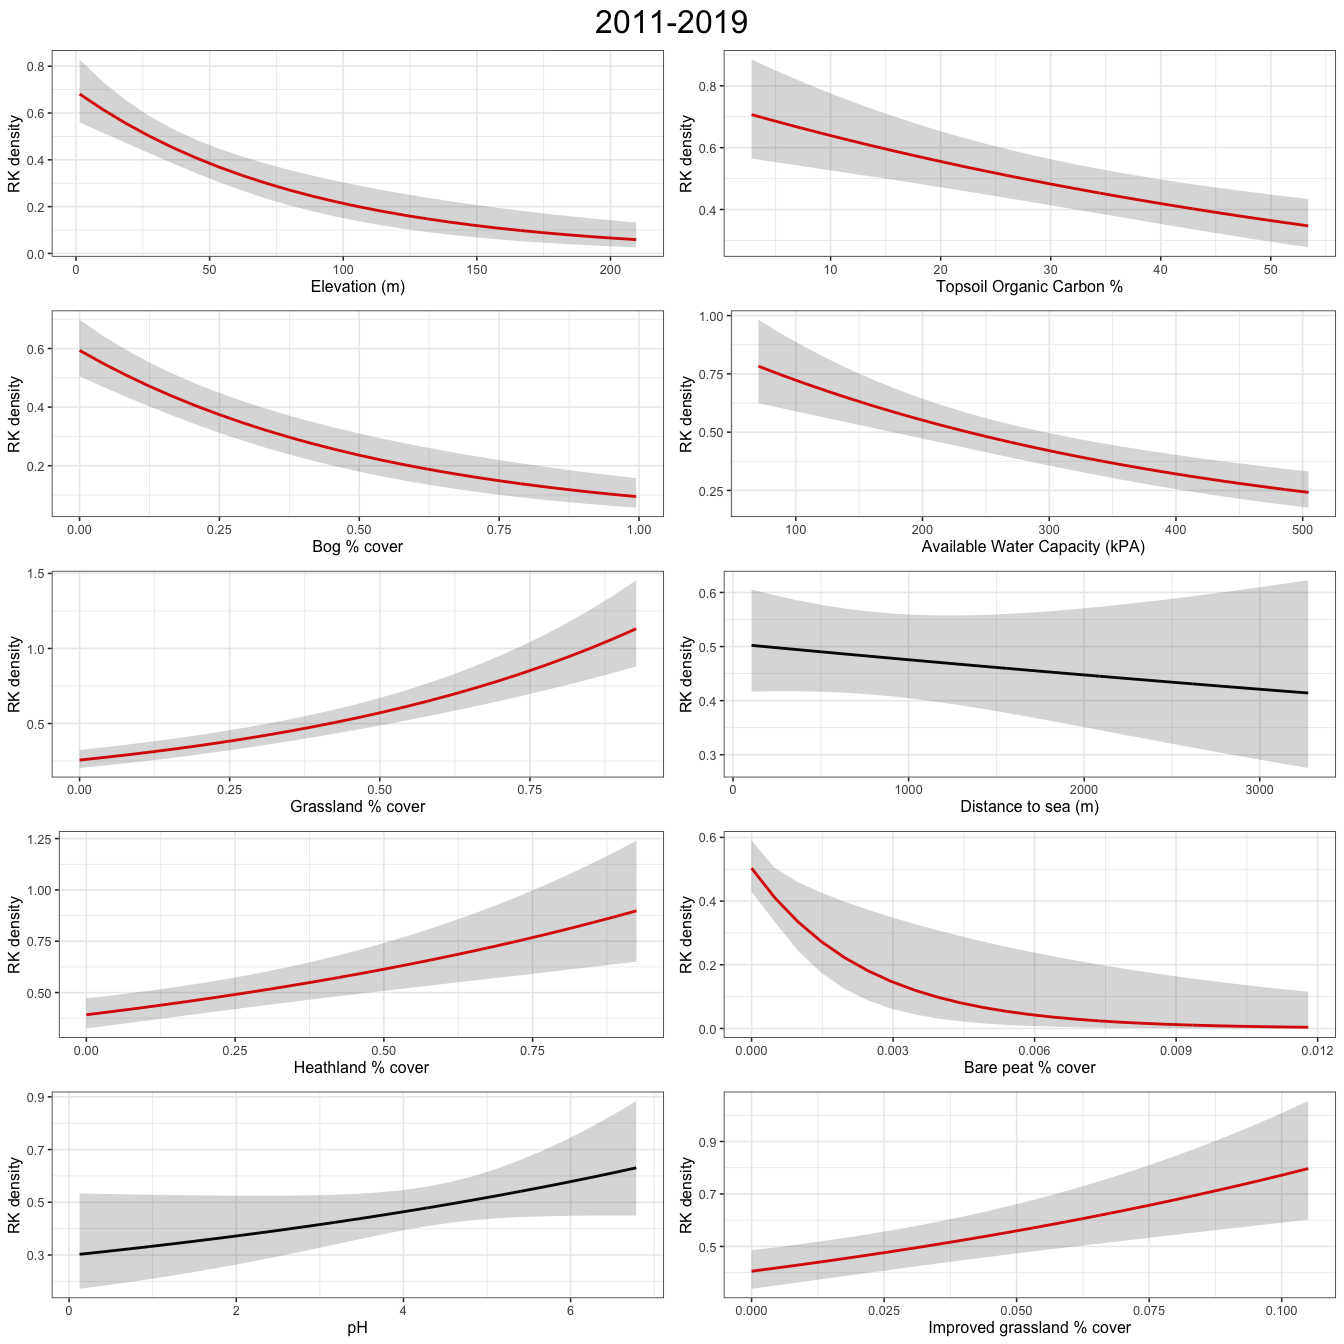 2011-2019
RK density
0.8
0.6
0.4
0.2
0.0
0 50 100 150 200
Elevation (m)
RK density
0.8
0.6
0.4
10 20 30 40 50
Topsoil Organic Carbon %
RK density
0.6
0.4
0.2
0.00 0.25 0.50 0.75 1.00
Bog % cover
RK density
1.00
0.75
0.50
0.25
100 200 300 400 500
Available Water Capacity (kPA)
RK density
1.5
1.0
0.5
0.00 0.25 0.50 0.75
Grassland % cover
RK density
0.6
0.5
0.4
0.3
0 1000 2000 3000
Distance to sea (m)
RK density
1.25
1.00
0.75
0.50
0.00 0.25 0.50 0.75
Heathland % cover
RK density
0.6
0.4
0.2
0.0
0.000 0.003 0.006 0.009 0.012
Bare peat % cover
RK density
0.9
0.7
0.5
0.3
0 2 4 6
pH
RK density
0.9
0.7
0.5
0.000 0.025 0.050 0.075 0.100
Improved grassland % cover